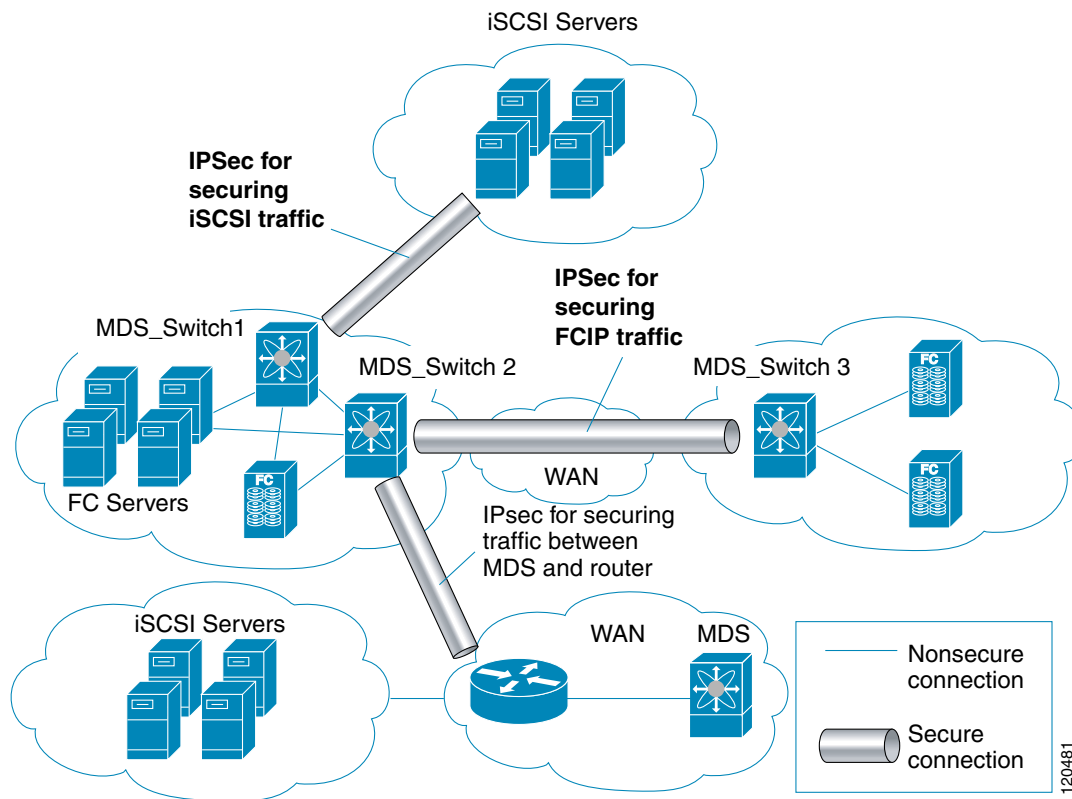 iSCSI Servers
IPSec for
securing
iSCSI traffic
IPSec for
securing
FCIP traffic
MDS_Switch1
MDS_Switch 2
MDS_Switch 3
FC
FC
FC
FC Servers
WAN
IPsec for securing
traffic between
MDS and router
iSCSI Servers
WAN
MDS
Nonsecure
connection
Secure
connection
120481